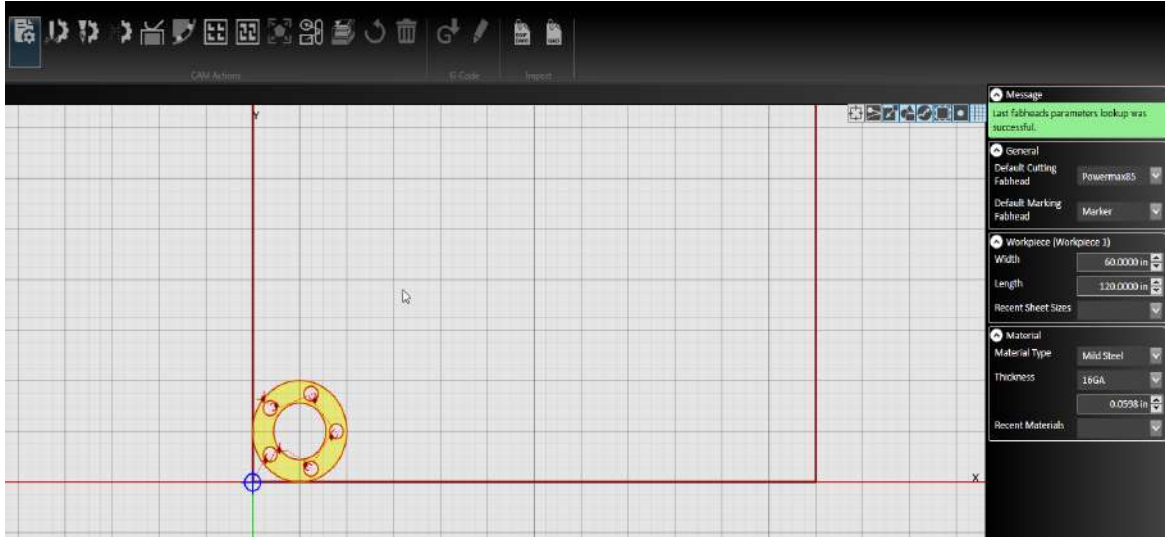 CAM Actions
G-Code
Import
Y
X
Message
Last fabheads parameters lookup was
successful.
General
Default Cutting
Fabhead
Powermax85
Default Marking
Fabhead
Marker
Workpiece (Workpiece 1)
Width
60.0000 in
Length
120.0000 in
Recent Sheet Sizes
Material
Material Type
Mild Steel
Thickness
16GA
0.0598 in
Recent Materials